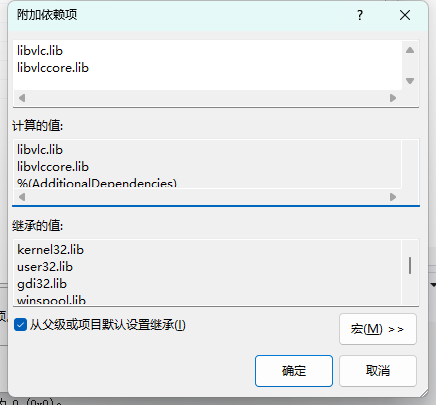 附加依赖项
?
libvlc.lib
libvlccore.lib
计算的值:
libvlc.lib
libvlccore.lib
%(AdditionalDependencies)
继承的值:
kernel32.lib
user32.lib
gdi32.lib
winspool.lib
从父级或项目默认设置继承(I)
宏(M) >>
确定
取消
0 (0x0)。